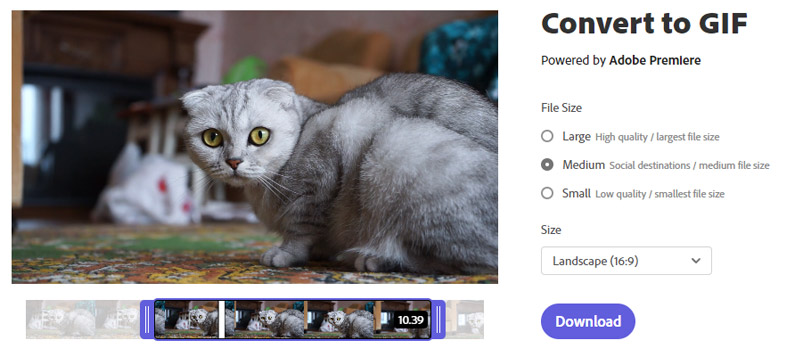 Convert to GIF
Powered by Adobe Premiere
File Size
Large High quality / largest file size
Medium Social destinations / medium file size
Small Low quality / smallest file size
Size
Landscape (16:9)
10.39
Download